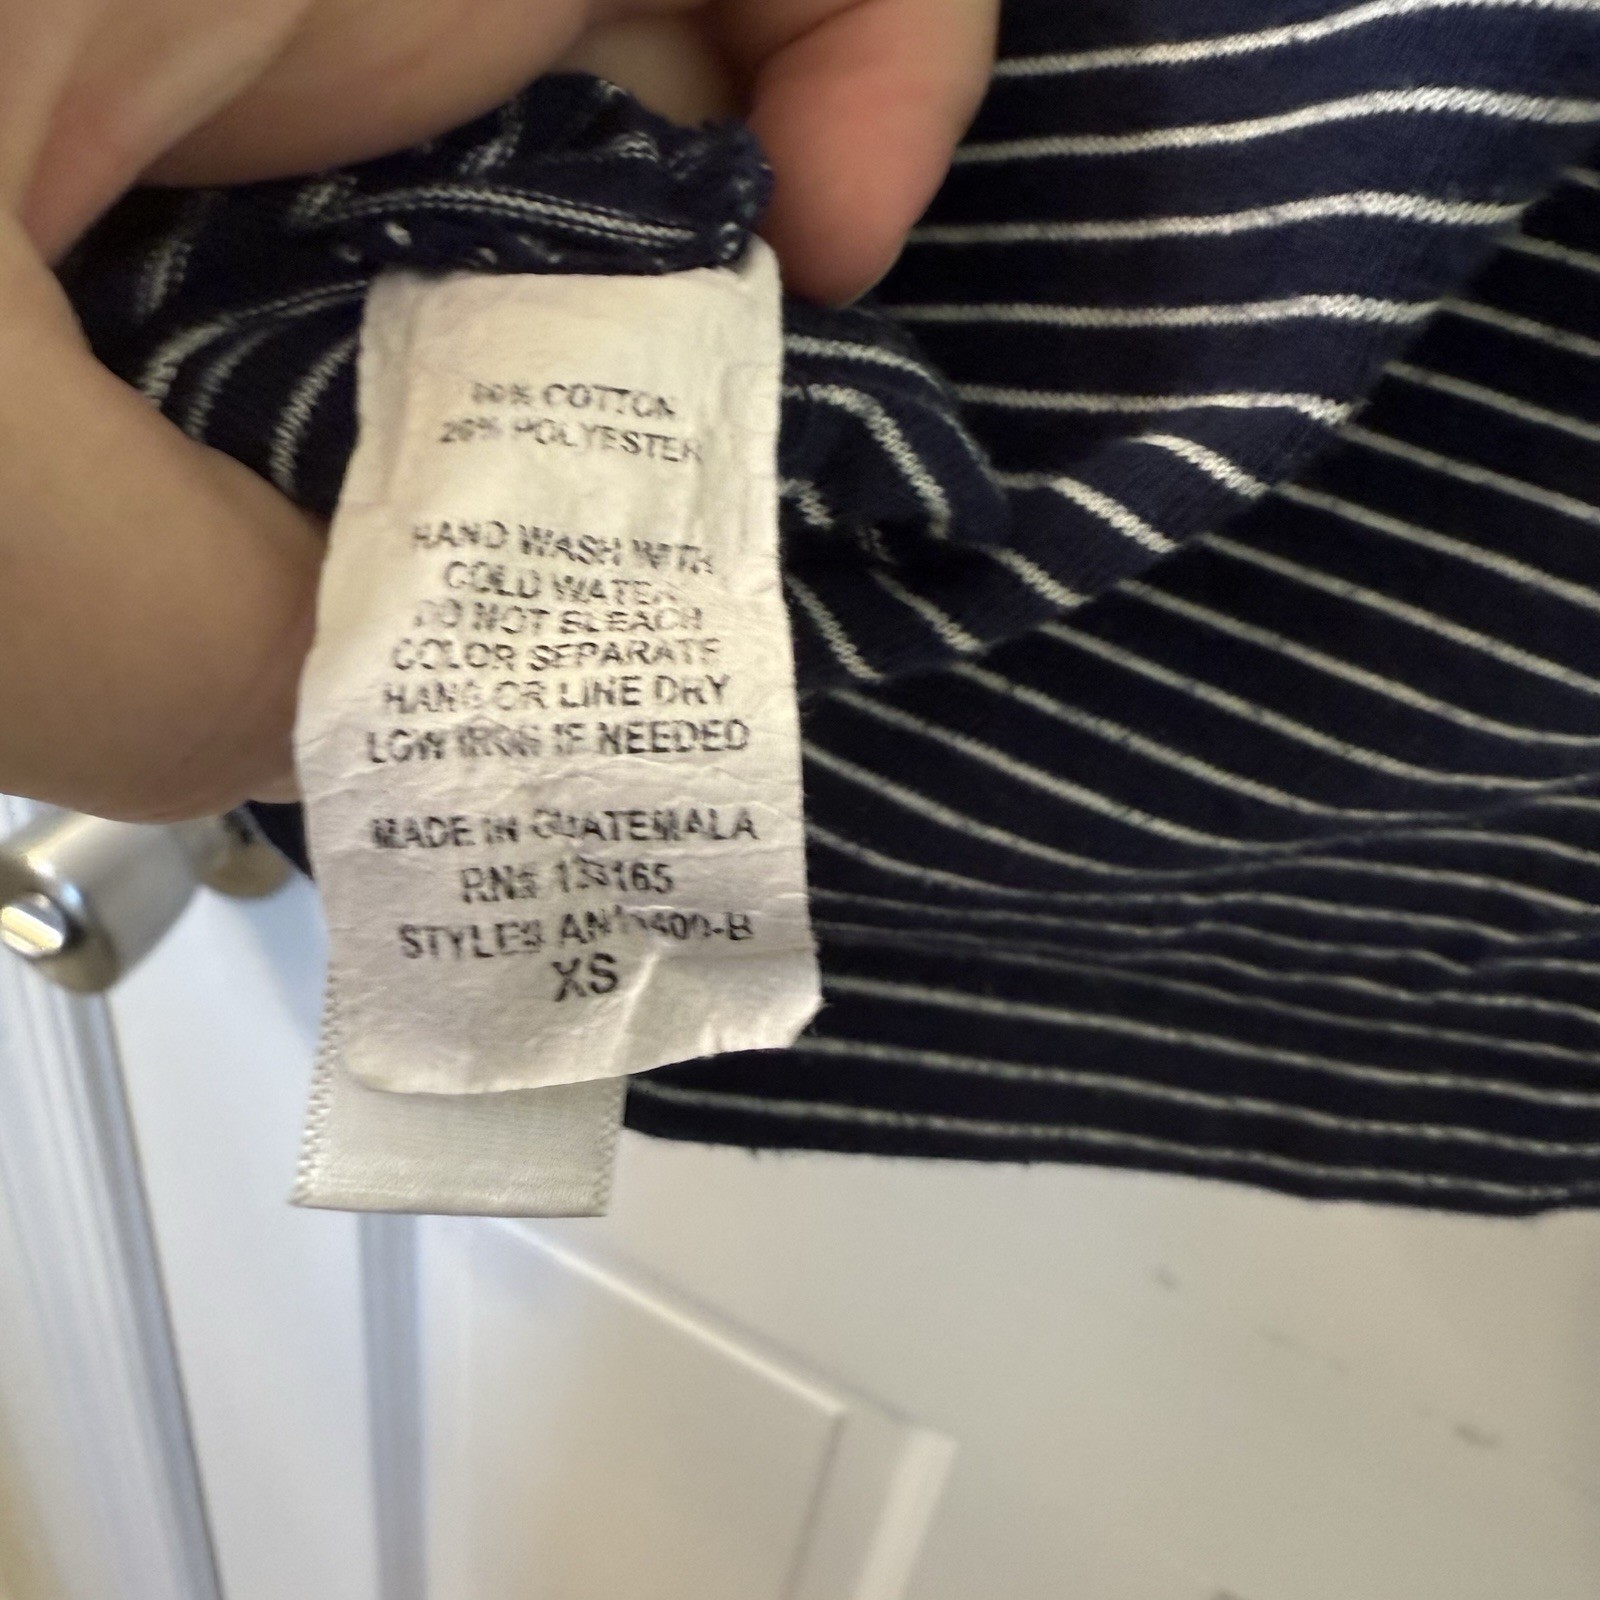 COTTON
POLYESTER
HAND WASH WITH
COLD WATER
DO NOT BLEACH
COLOR SEPARATE
HANG OR LINE DRY
LOW IRON IF NEEDED
MADE IN GUATEMALA
RN#
XS